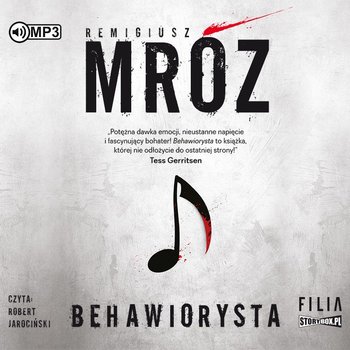 MP3
REMIGIUSZ
MRÓZ
„Potężna dawka emocji, nieustanne napięcie
i fascynujący bohater! Behawiorysta to książka,
której nie odłożycie do ostatniej strony!”
Tess Gerritsen
CZYTA:
ROBERT
JAROCIŃSKI
BEHAWIORYSTA
FILIA
STORYBOX.PL